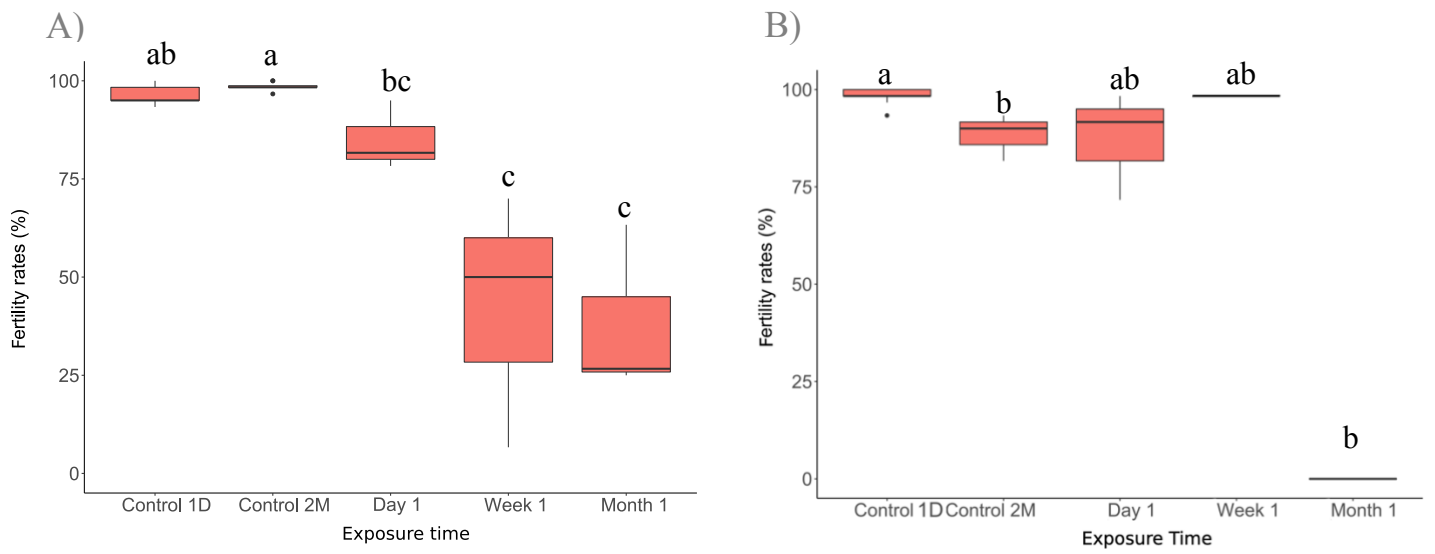 A)
ab
a
bc
c
c
100
75
50
25
0
Fertility rates (%)
Control 1D
Control 2M
Day 1
Week 1
Month 1
Exposure time
B)
a
b
ab
ab
b
100
75
50
25
0
Fertility rates (%)
Control 1D
Control 2M
Day 1
Week 1
Month 1
Exposure Time